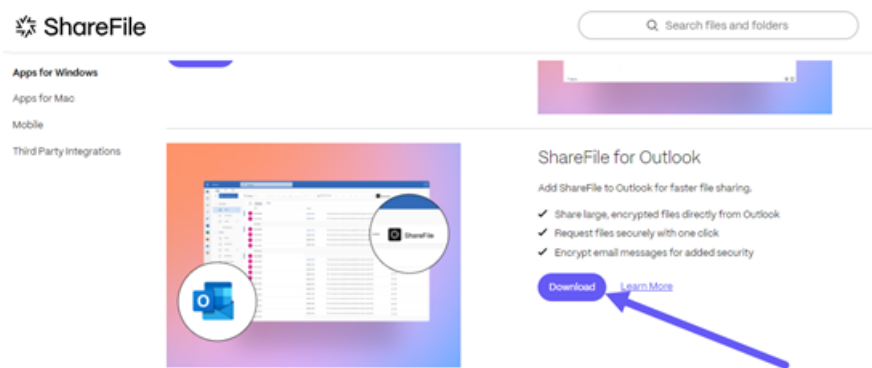 ShareFile
Search files and folders
Apps for Windows
Apps for Mac
Mobile
Third Party Integrations
ShareFile for Outlook
Add ShareFile to Outlook for faster file sharing.
✓ Share large, encrypted files directly from Outlook
✓ Request files securely with one click
✓ Encrypt email messages for added security
Download Learn More
ShareFile
O